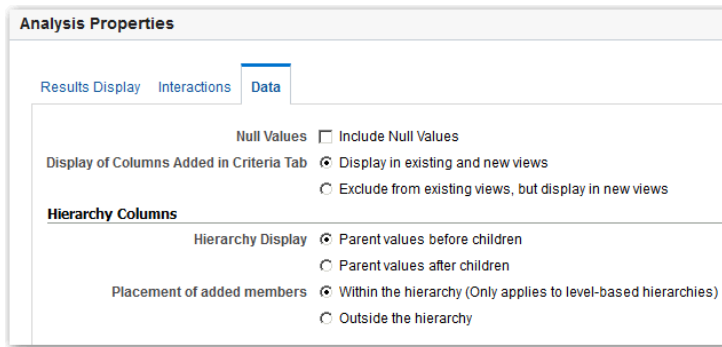 Analysis Properties
Results Display Interactions Data
Null Values Include Null Values
Display of Columns Added in Criteria Tab Display in existing and new views
Exclude from existing views, but display in new views
Hierarchy Columns
Hierarchy Display Parent values before children
Parent values after children
Placement of added members Within the hierarchy (Only applies to level-based hierarchies)
Outside the hierarchy